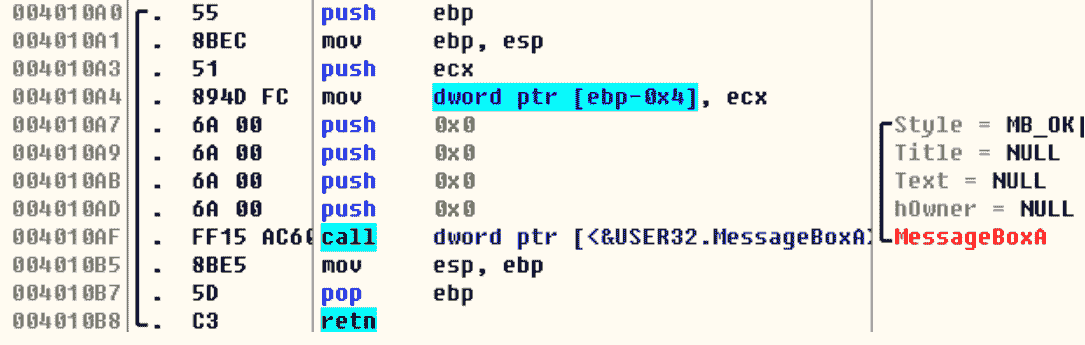 004010A0 . 55 push ebp
004010A1 . 8BEC mov ebp, esp
004010A3 . 51 push ecx
004010A4 . 894D FC mov dword ptr [ebp-0x4], ecx
004010A7 . 6A 00 push 0x0 Style = MB_OK|
004010A9 . 6A 00 push 0x0 Title = NULL
004010AB . 6A 00 push 0x0 Text = NULL
004010AD . 6A 00 push 0x0 hOwner = NULL
004010AF . FF15 AC60 call dword ptr [<&USER32.MessageBoxA> MessageBoxA
004010B5 . 8BE5 mov esp, ebp
004010B7 . 5D pop ebp
004010B8 . C3 retn